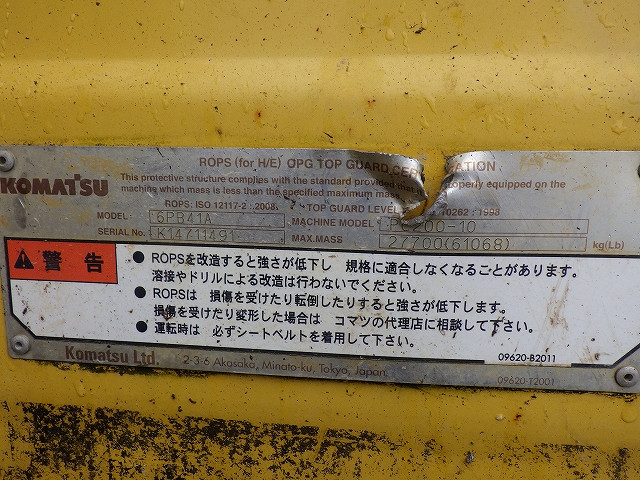 ROPS (for H/E) OPG TOP GUARD
KOMATSU
This protective structure complies with the standard provided that properly equipped on the
machine which mass is less than the specified maximum mass
ROPS: ISO 12117-2 : 2008. TOP GUARD LEVEL 10262 : 1998
MODEL 6PB41A MACHINE MODEL 00-10
SERIAL No. K14711491 MAX.MASS 27700(61068) kg(Lb)
警告
● ROPSを改造すると強さが低下し 規格に適合しなくなることがあります。
溶接やドリルによる改造は行わないでください。
● ROPSは 損傷を受けたり転倒したりすると強さが低下します。
損傷を受けたり変形した場合は コマツの代理店に相談して下さい。
● 運転時は 必ずシートベルトを着用して下さい。
09620-B2011
Komatsu Ltd. 2-3-6 Akasaka, Minato-ku, Tokyo, Japan.
09620-T2001